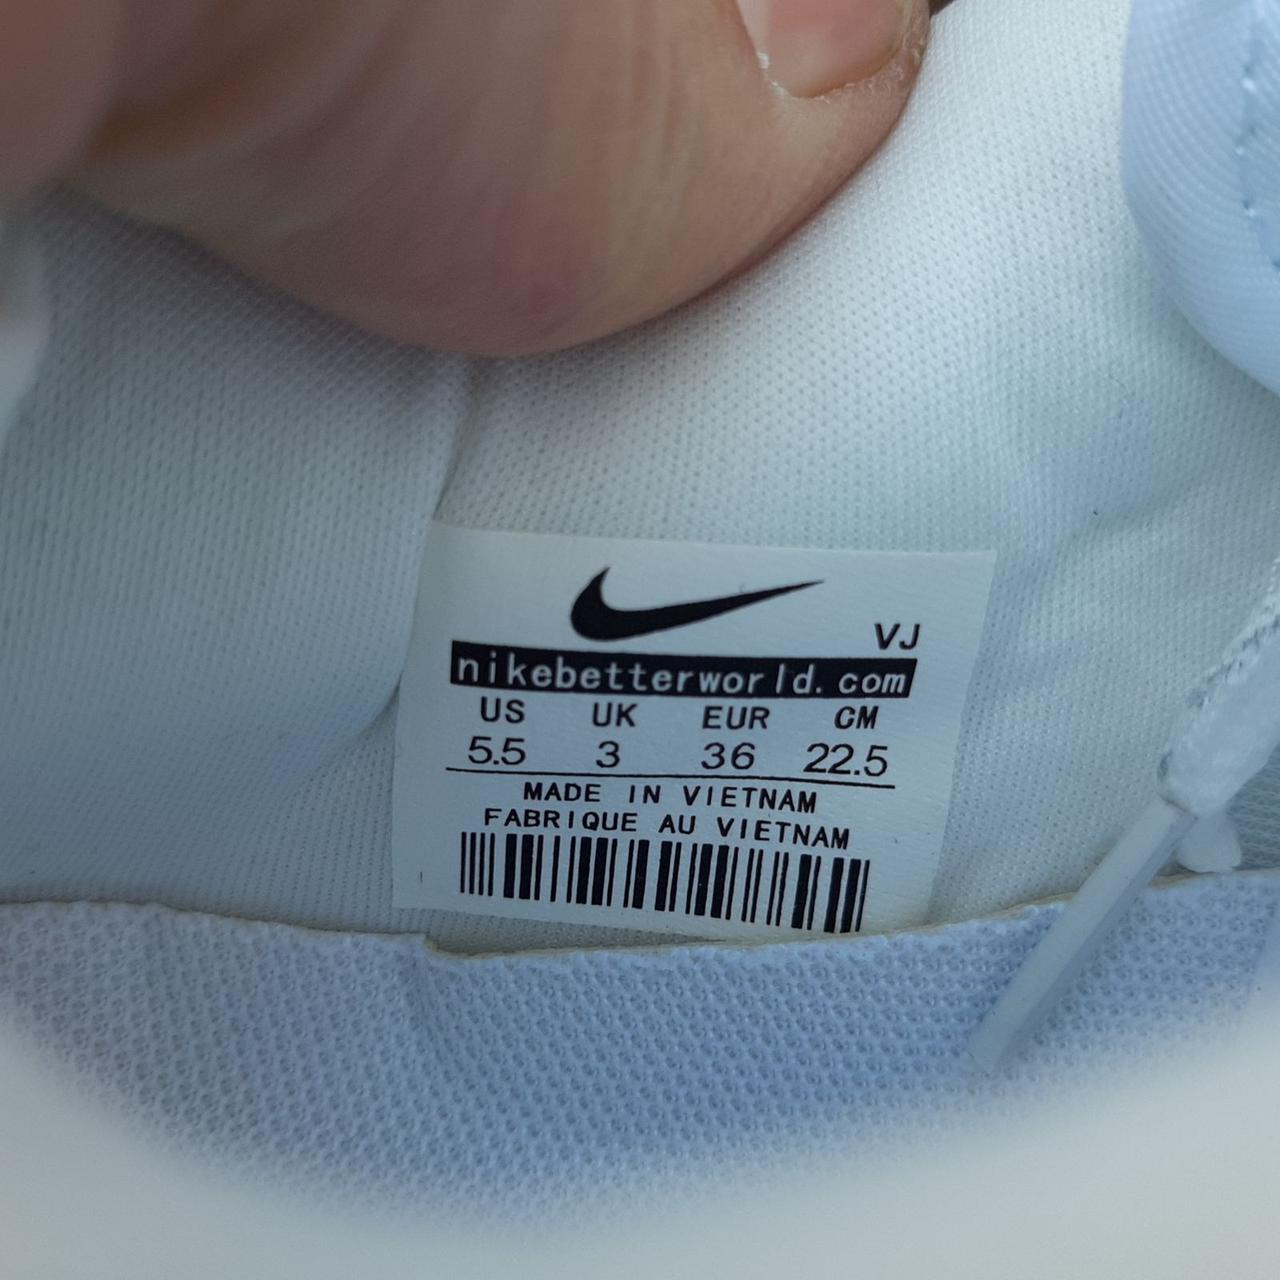 VJ
nikebetterworld.com
US UK EUR CM
5.5 3 36 22.5
MADE IN VIETNAM
FABRIQUE AU VIETNAM